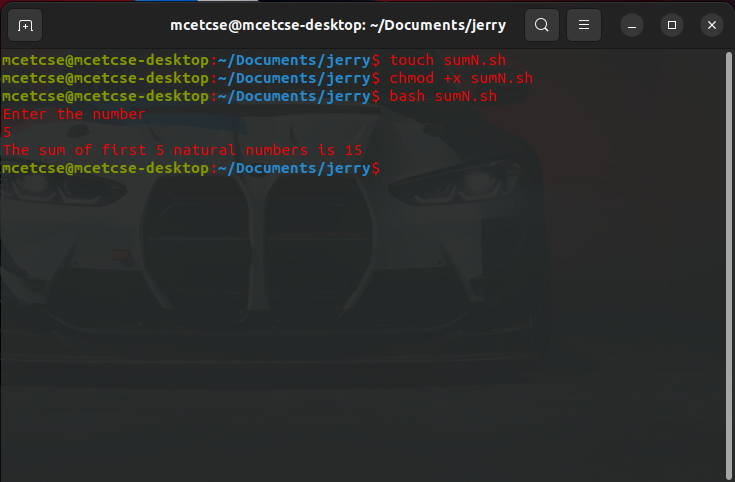 mcetcse@mcetcse-desktop: ~/Documents/jerry
mcetcse@mcetcse-desktop:~/Documents/jerry$ touch sumN.sh
mcetcse@mcetcse-desktop:~/Documents/jerry$ chmod +x sumN.sh
mcetcse@mcetcse-desktop:~/Documents/jerry$ bash sumN.sh
Enter the number
5
The sum of first 5 natural numbers is 15
mcetcse@mcetcse-desktop:~/Documents/jerry$